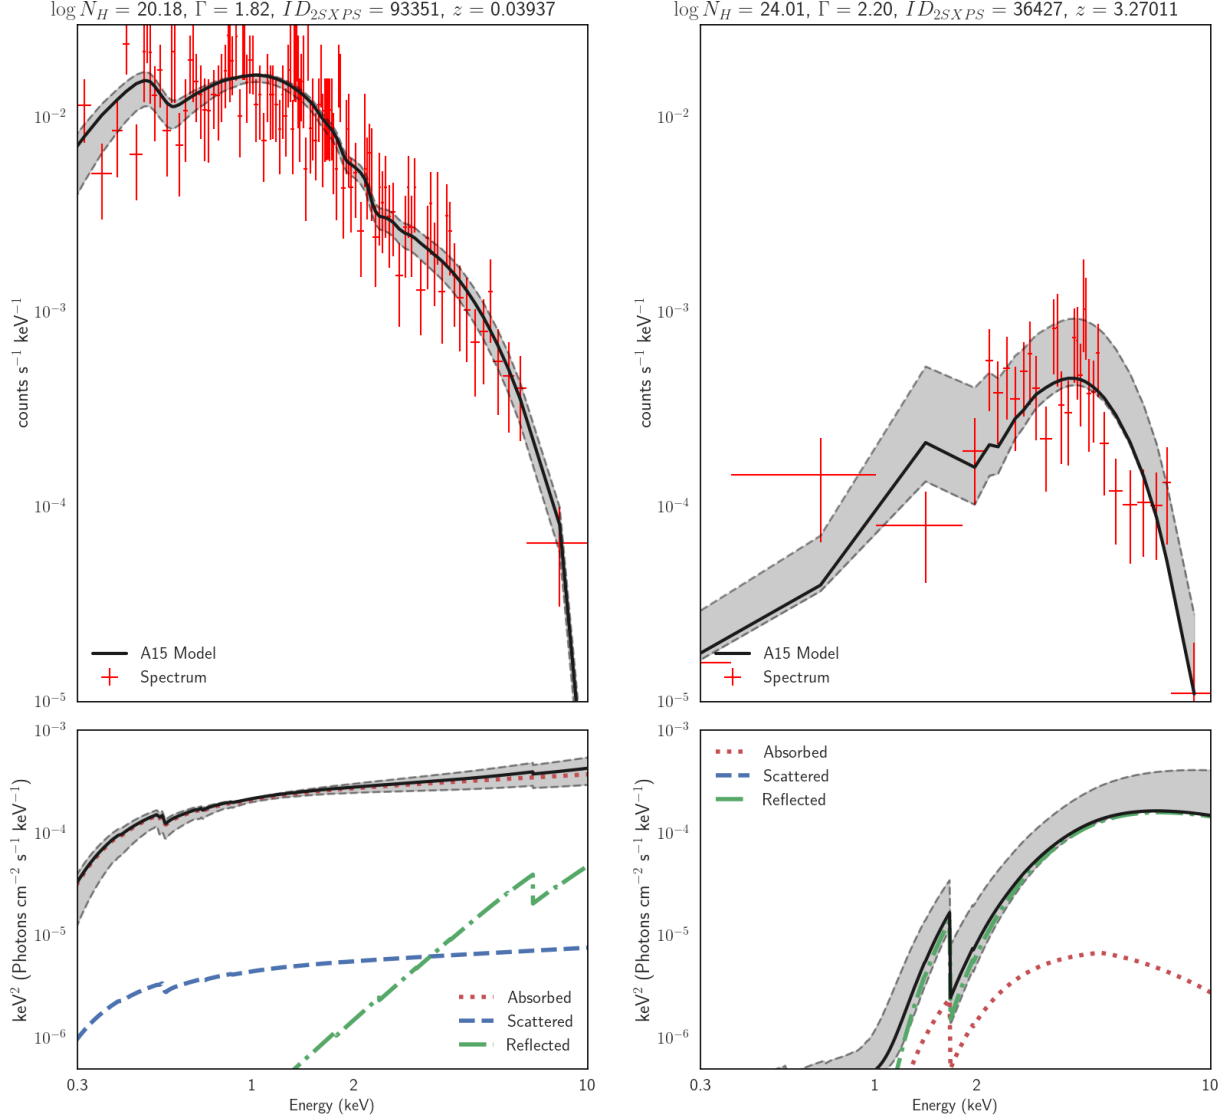 log N_H = 20.18, Γ = 1.82, ID_2SXPS = 93351, z = 0.03937
10⁻²
10⁻³
10⁻⁴
10⁻⁵
counts s⁻¹ keV⁻¹
A15 Model
Spectrum
log N_H = 24.01, Γ = 2.20, ID_2SXPS = 36427, z = 3.27011
10⁻²
10⁻³
10⁻⁴
10⁻⁵
counts s⁻¹ keV⁻¹
A15 Model
Spectrum
10⁻³
10⁻⁴
10⁻⁵
10⁻⁶
keV² (Photons cm⁻² s⁻¹ keV⁻¹)
Absorbed
Scattered
Reflected
0.3 1 2 10
Energy (keV)
10⁻³
10⁻⁴
10⁻⁵
10⁻⁶
keV² (Photons cm⁻² s⁻¹ keV⁻¹)
Absorbed
Scattered
Reflected
0.3 1 2 10
Energy (keV)